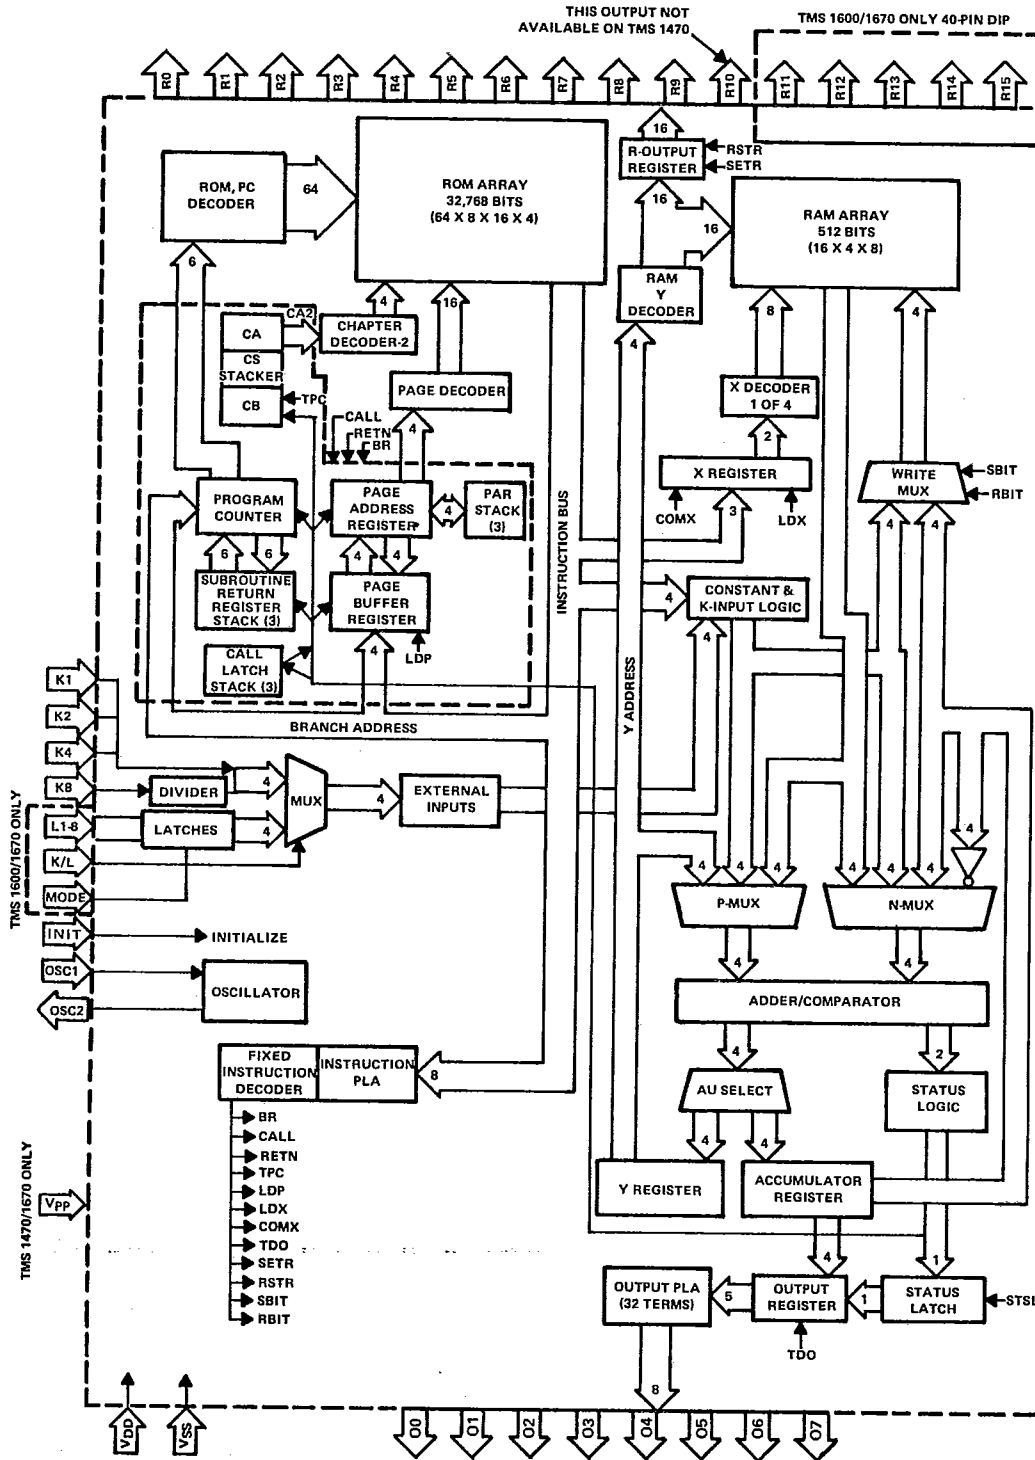 THIS OUTPUT NOT
AVAILABLE ON TMS 1470
TMS 1600/1670 ONLY 40-PIN DIP
R0
R1
R2
R3
R4
R5
R6
R7
R8
R9
R10
R11
R12
R13
R14
R15
ROM, PC
DECODER
64
ROM ARRAY
32,768 BITS
(64 X 8 X 16 X 4)
16
R-OUTPUT
REGISTER
RSTR
SETR
16
16
RAM ARRAY
512 BITS
(16 X 4 X 8)
6
4
16
RAM
Y
DECODER
4
8
4
CA
CA2
CHAPTER
DECODER-2
CS
STACKER
CB
TPC
PAGE DECODER
X DECODER
1 OF 4
CALL
RETN
BR
4
2
X REGISTER
WRITE
MUX
SBIT
RBIT
PROGRAM
COUNTER
PAGE
ADDRESS
REGISTER
4
PAR
STACK
(3)
COMX
3
LDX
4
4
6
6
4
4
INSTRUCTION BUS
SUBROUTINE
RETURN
REGISTER
STACK (3)
PAGE
BUFFER
REGISTER
4
CONSTANT &
K-INPUT LOGIC
4
4
LDP
CALL
LATCH
STACK (3)
Y ADDRESS
BRANCH ADDRESS
K1
K2
K4
K8
DIVIDER
4
MUX
4
EXTERNAL
INPUTS
TMS 1600/1670 ONLY
L1-8
LATCHES
4
K/L
MODE
4
4
4
4
4
4
4
4
P-MUX
N-MUX
INIT
INITIALIZE
OSC1
OSC2
OSCILLATOR
4
4
ADDER/COMPARATOR
4
2
FIXED
INSTRUCTION
DECODER
INSTRUCTION
PLA
8
AU SELECT
STATUS
LOGIC
4
4
BR
CALL
RETN
TPC
LDP
LDX
COMX
TDO
SETR
RSTR
SBIT
RBIT
TMS 1470/1670 ONLY
VPP
Y REGISTER
ACCUMULATOR
REGISTER
4
1
OUTPUT PLA
(32 TERMS)
5
OUTPUT
REGISTER
1
STATUS
LATCH
STSL
TDO
8
VDD
VSS
O0
O1
O2
O3
O4
O5
O6
O7